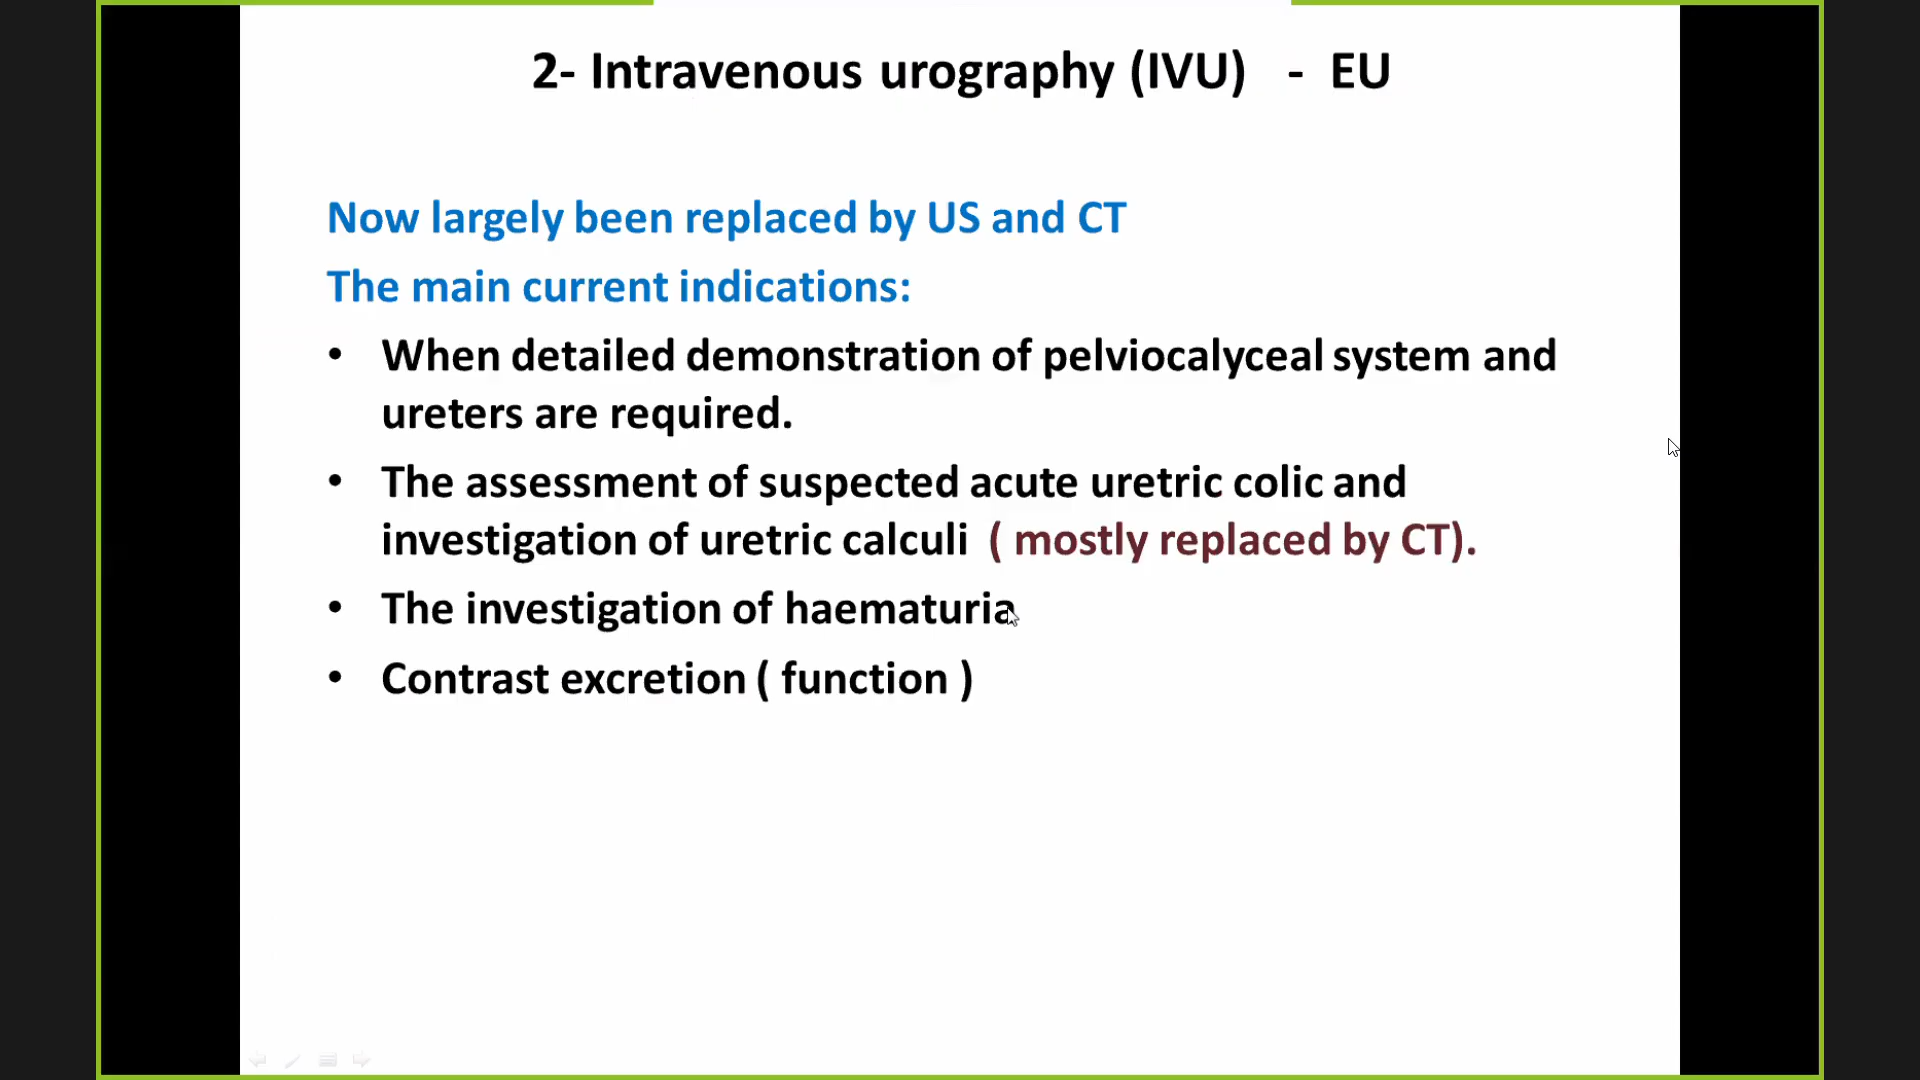 2- Intravenous urography (IVU) - EU
Now largely been replaced by US and CT
The main current indications:
• When detailed demonstration of pelviocalyceal system and
ureters are required.
• The assessment of suspected acute uretric colic and
investigation of uretric calculi ( mostly replaced by CT).
• The investigation of haematuria
• Contrast excretion ( function )